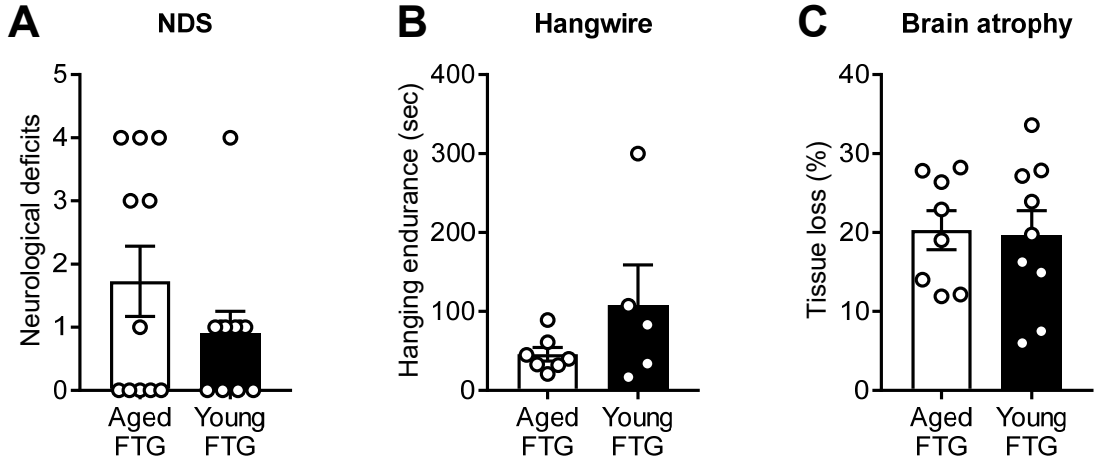 A
NDS
5
4
3
2
1
0
Neurological deficits
Aged
FTG
Young
FTG
B
Hangwire
400
300
200
100
0
Hanging endurance (sec)
Aged
FTG
Young
FTG
C
Brain atrophy
40
30
20
10
0
Tissue loss (%)
Aged
FTG
Young
FTG